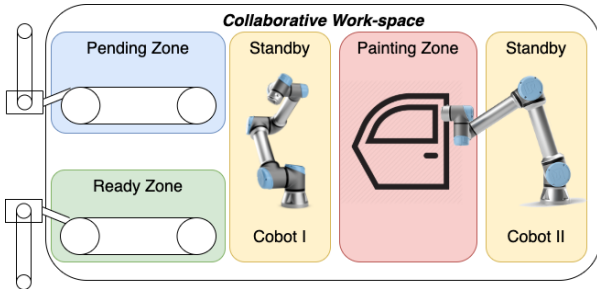 Collaborative Work-space
Pending Zone
Standby
Painting Zone
Standby
Ready Zone
Cobot I
Cobot II